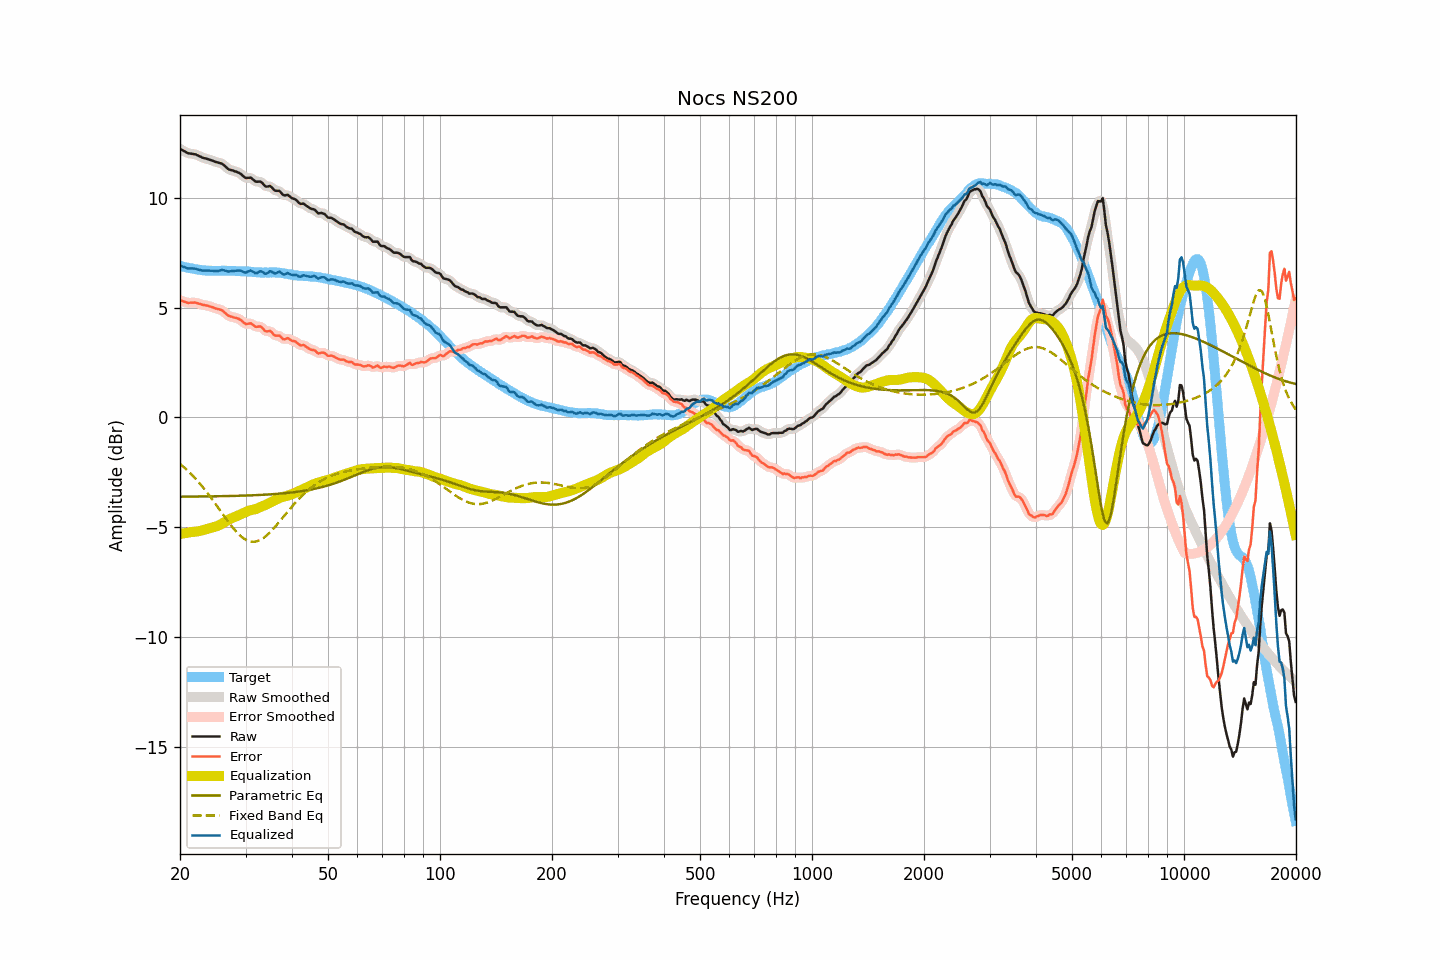 Nocs NS200
Amplitude (dBr)
10
5
0
−5
−10
−15
Target
Raw Smoothed
Error Smoothed
Raw
Error
Equalization
Parametric Eq
Fixed Band Eq
Equalized
20 50 100 200 500 1000 2000 5000 10000 20000
Frequency (Hz)